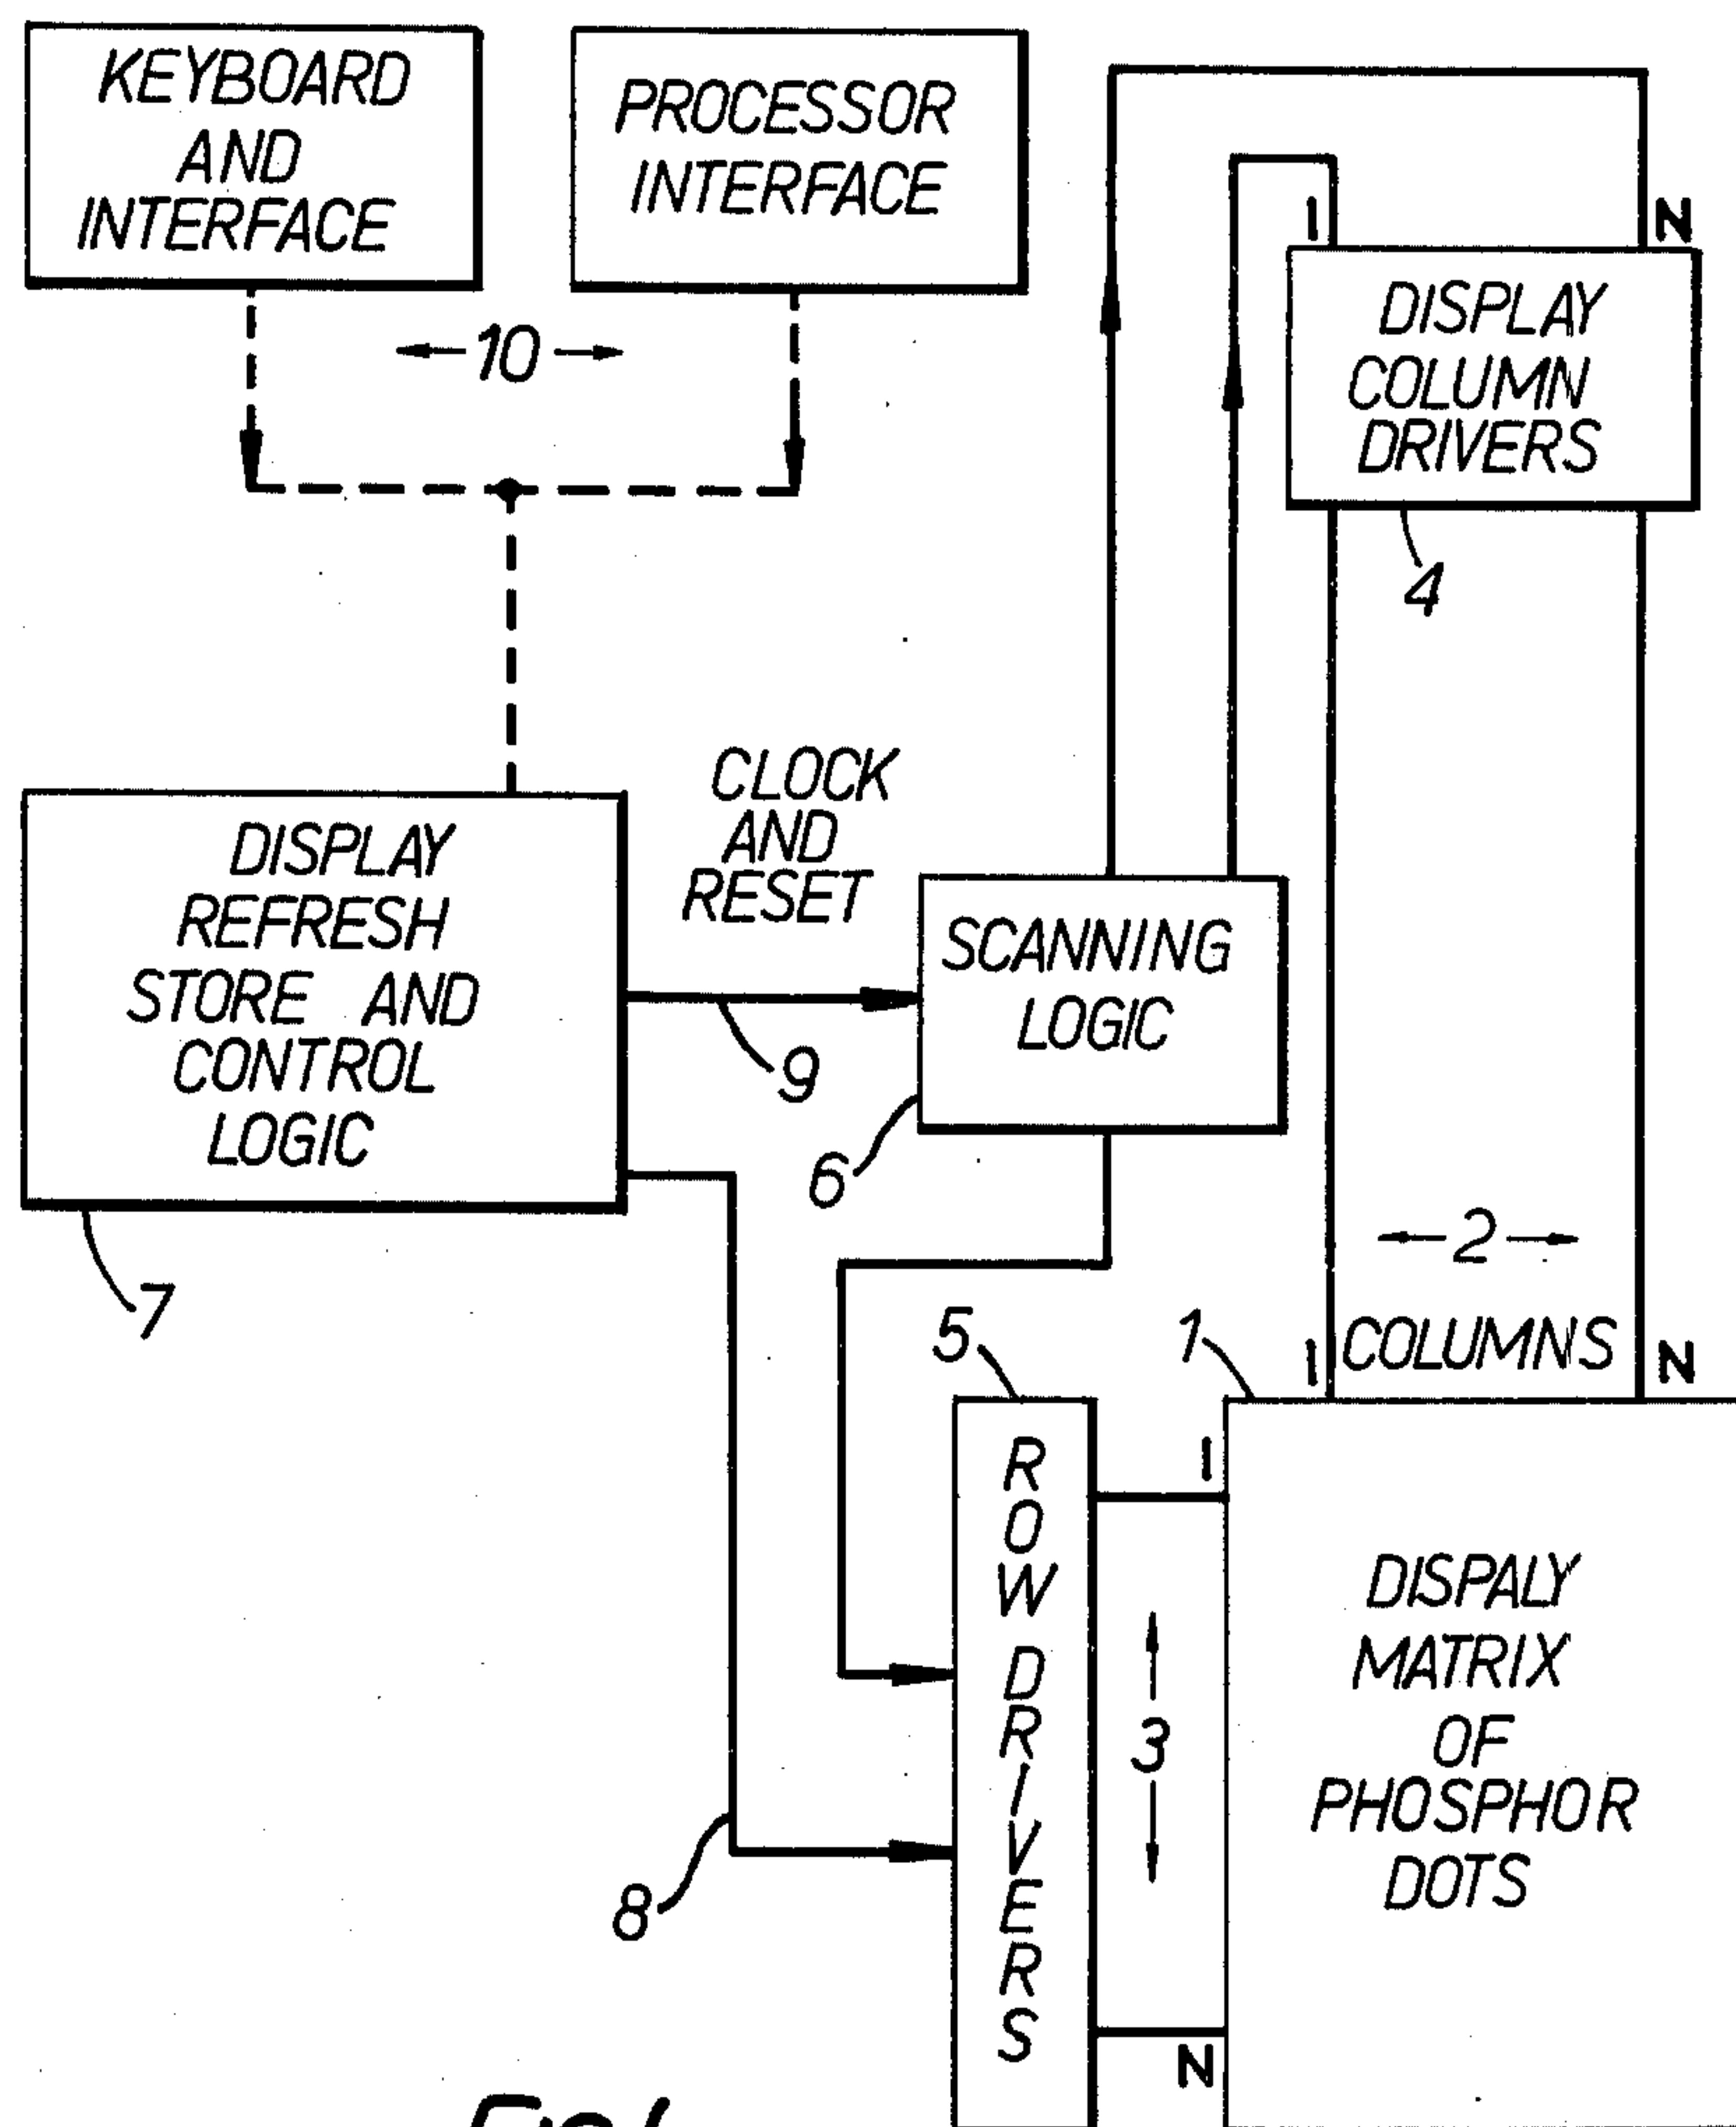 KEYBOARD
AND
INTERFACE
PROCESSOR
INTERFACE
10
1
N
DISPLAY
COLUMN
DRIVERS
4
DISPLAY
REFRESH
STORE AND
CONTROL
LOGIC
7
CLOCK
AND
RESET
9
SCANNING
LOGIC
6
2
1
COLUMNS
N
5
1
ROW DRIVERS
1
3
N
8
DISPALY
MATRIX
OF
PHOSPHOR
DOTS